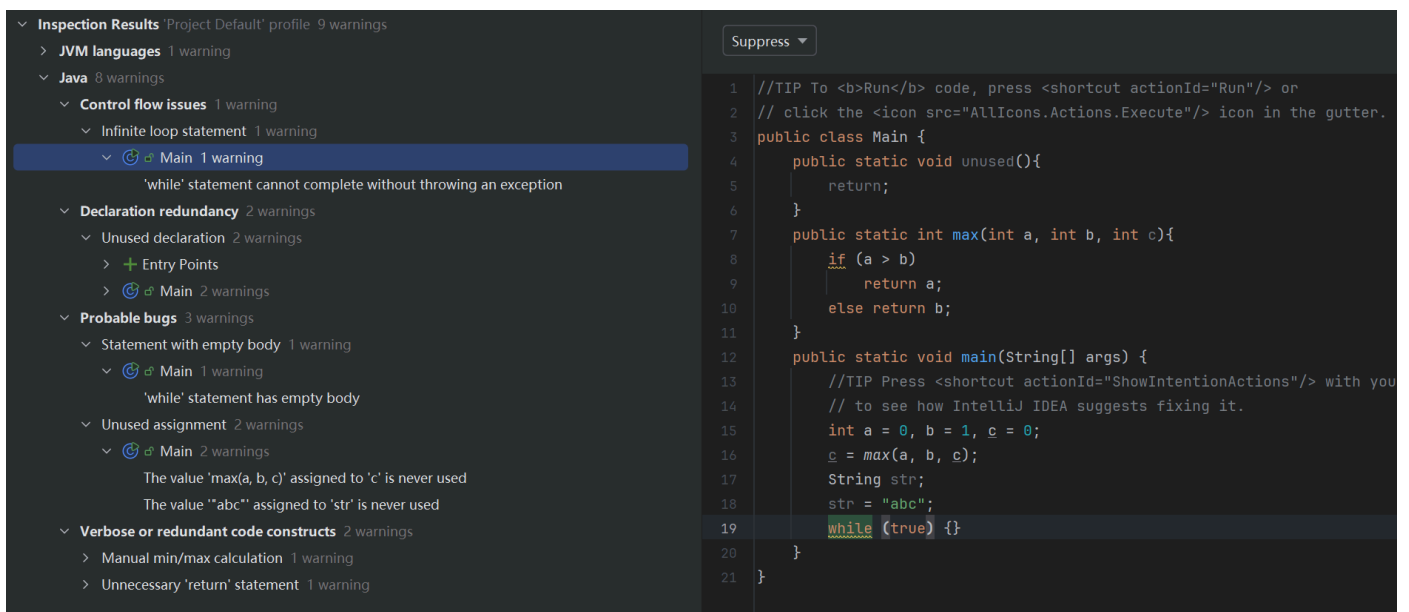 Inspection Results 'Project Default' profile 9 warnings
JVM languages 1 warning
Java 8 warnings
Control flow issues 1 warning
Infinite loop statement 1 warning
Main 1 warning
'while' statement cannot complete without throwing an exception
Declaration redundancy 2 warnings
Unused declaration 2 warnings
Entry Points
Main 2 warnings
Probable bugs 3 warnings
Statement with empty body 1 warning
Main 1 warning
'while' statement has empty body
Unused assignment 2 warnings
Main 2 warnings
The value 'max(a, b, c)' assigned to 'c' is never used
The value '"abc"' assigned to 'str' is never used
Verbose or redundant code constructs 2 warnings
Manual min/max calculation 1 warning
Unnecessary 'return' statement 1 warning
Suppress
1 //TIP To <b>Run</b> code, press <shortcut actionId="Run"/> or
2 // click the <icon src="AllIcons.Actions.Execute"/> icon in the gutter.
3 public class Main {
4 public static void unused(){
5 return;
6 }
7 public static int max(int a, int b, int c){
8 if (a > b)
9 return a;
10 else return b;
11 }
12 public static void main(String[] args) {
13 //TIP Press <shortcut actionId="ShowIntentionActions"/> with you
14 // to see how IntelliJ IDEA suggests fixing it.
15 int a = 0, b = 1, c = 0;
16 c = max(a, b, c);
17 String str;
18 str = "abc";
19 while (true) {}
20 }
21 }